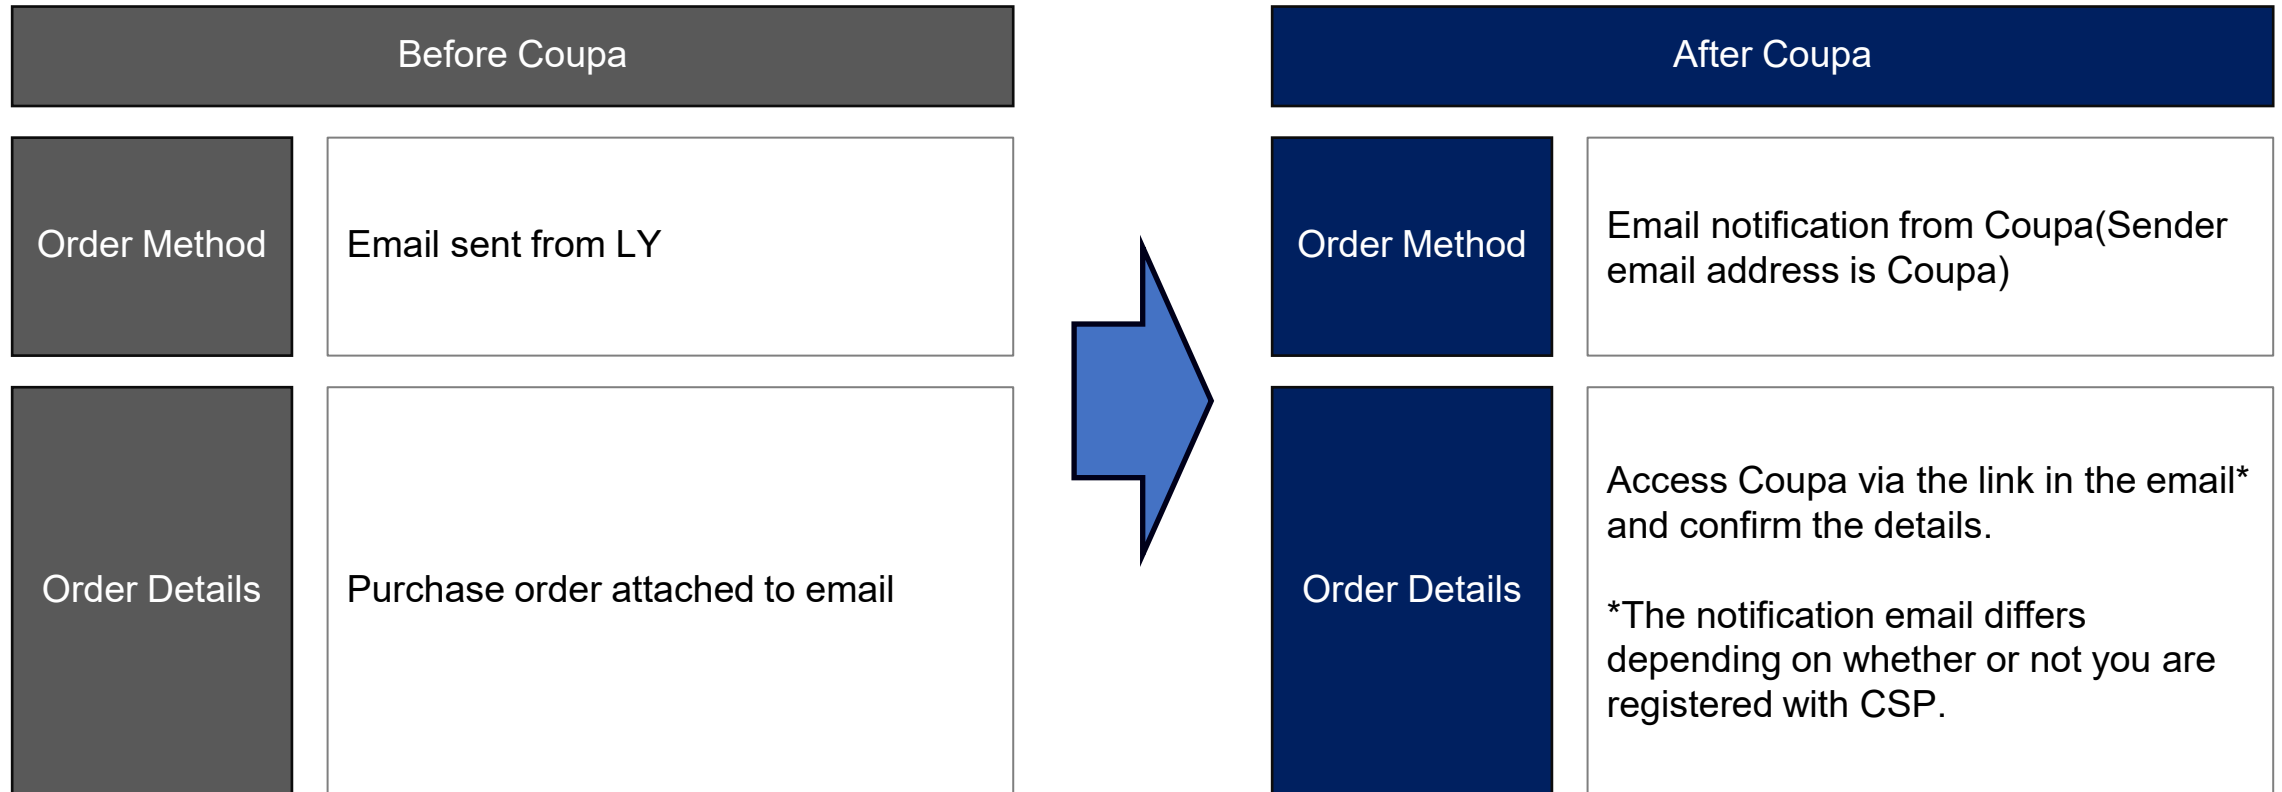 Before Coupa
Order Method
Email sent from LY
Order Details
Purchase order attached to email
After Coupa
Order Method
Email notification from Coupa(Sender
email address is Coupa)
Order Details
Access Coupa via the link in the email*
and confirm the details.
*The notification email differs
depending on whether or not you are
registered with CSP.